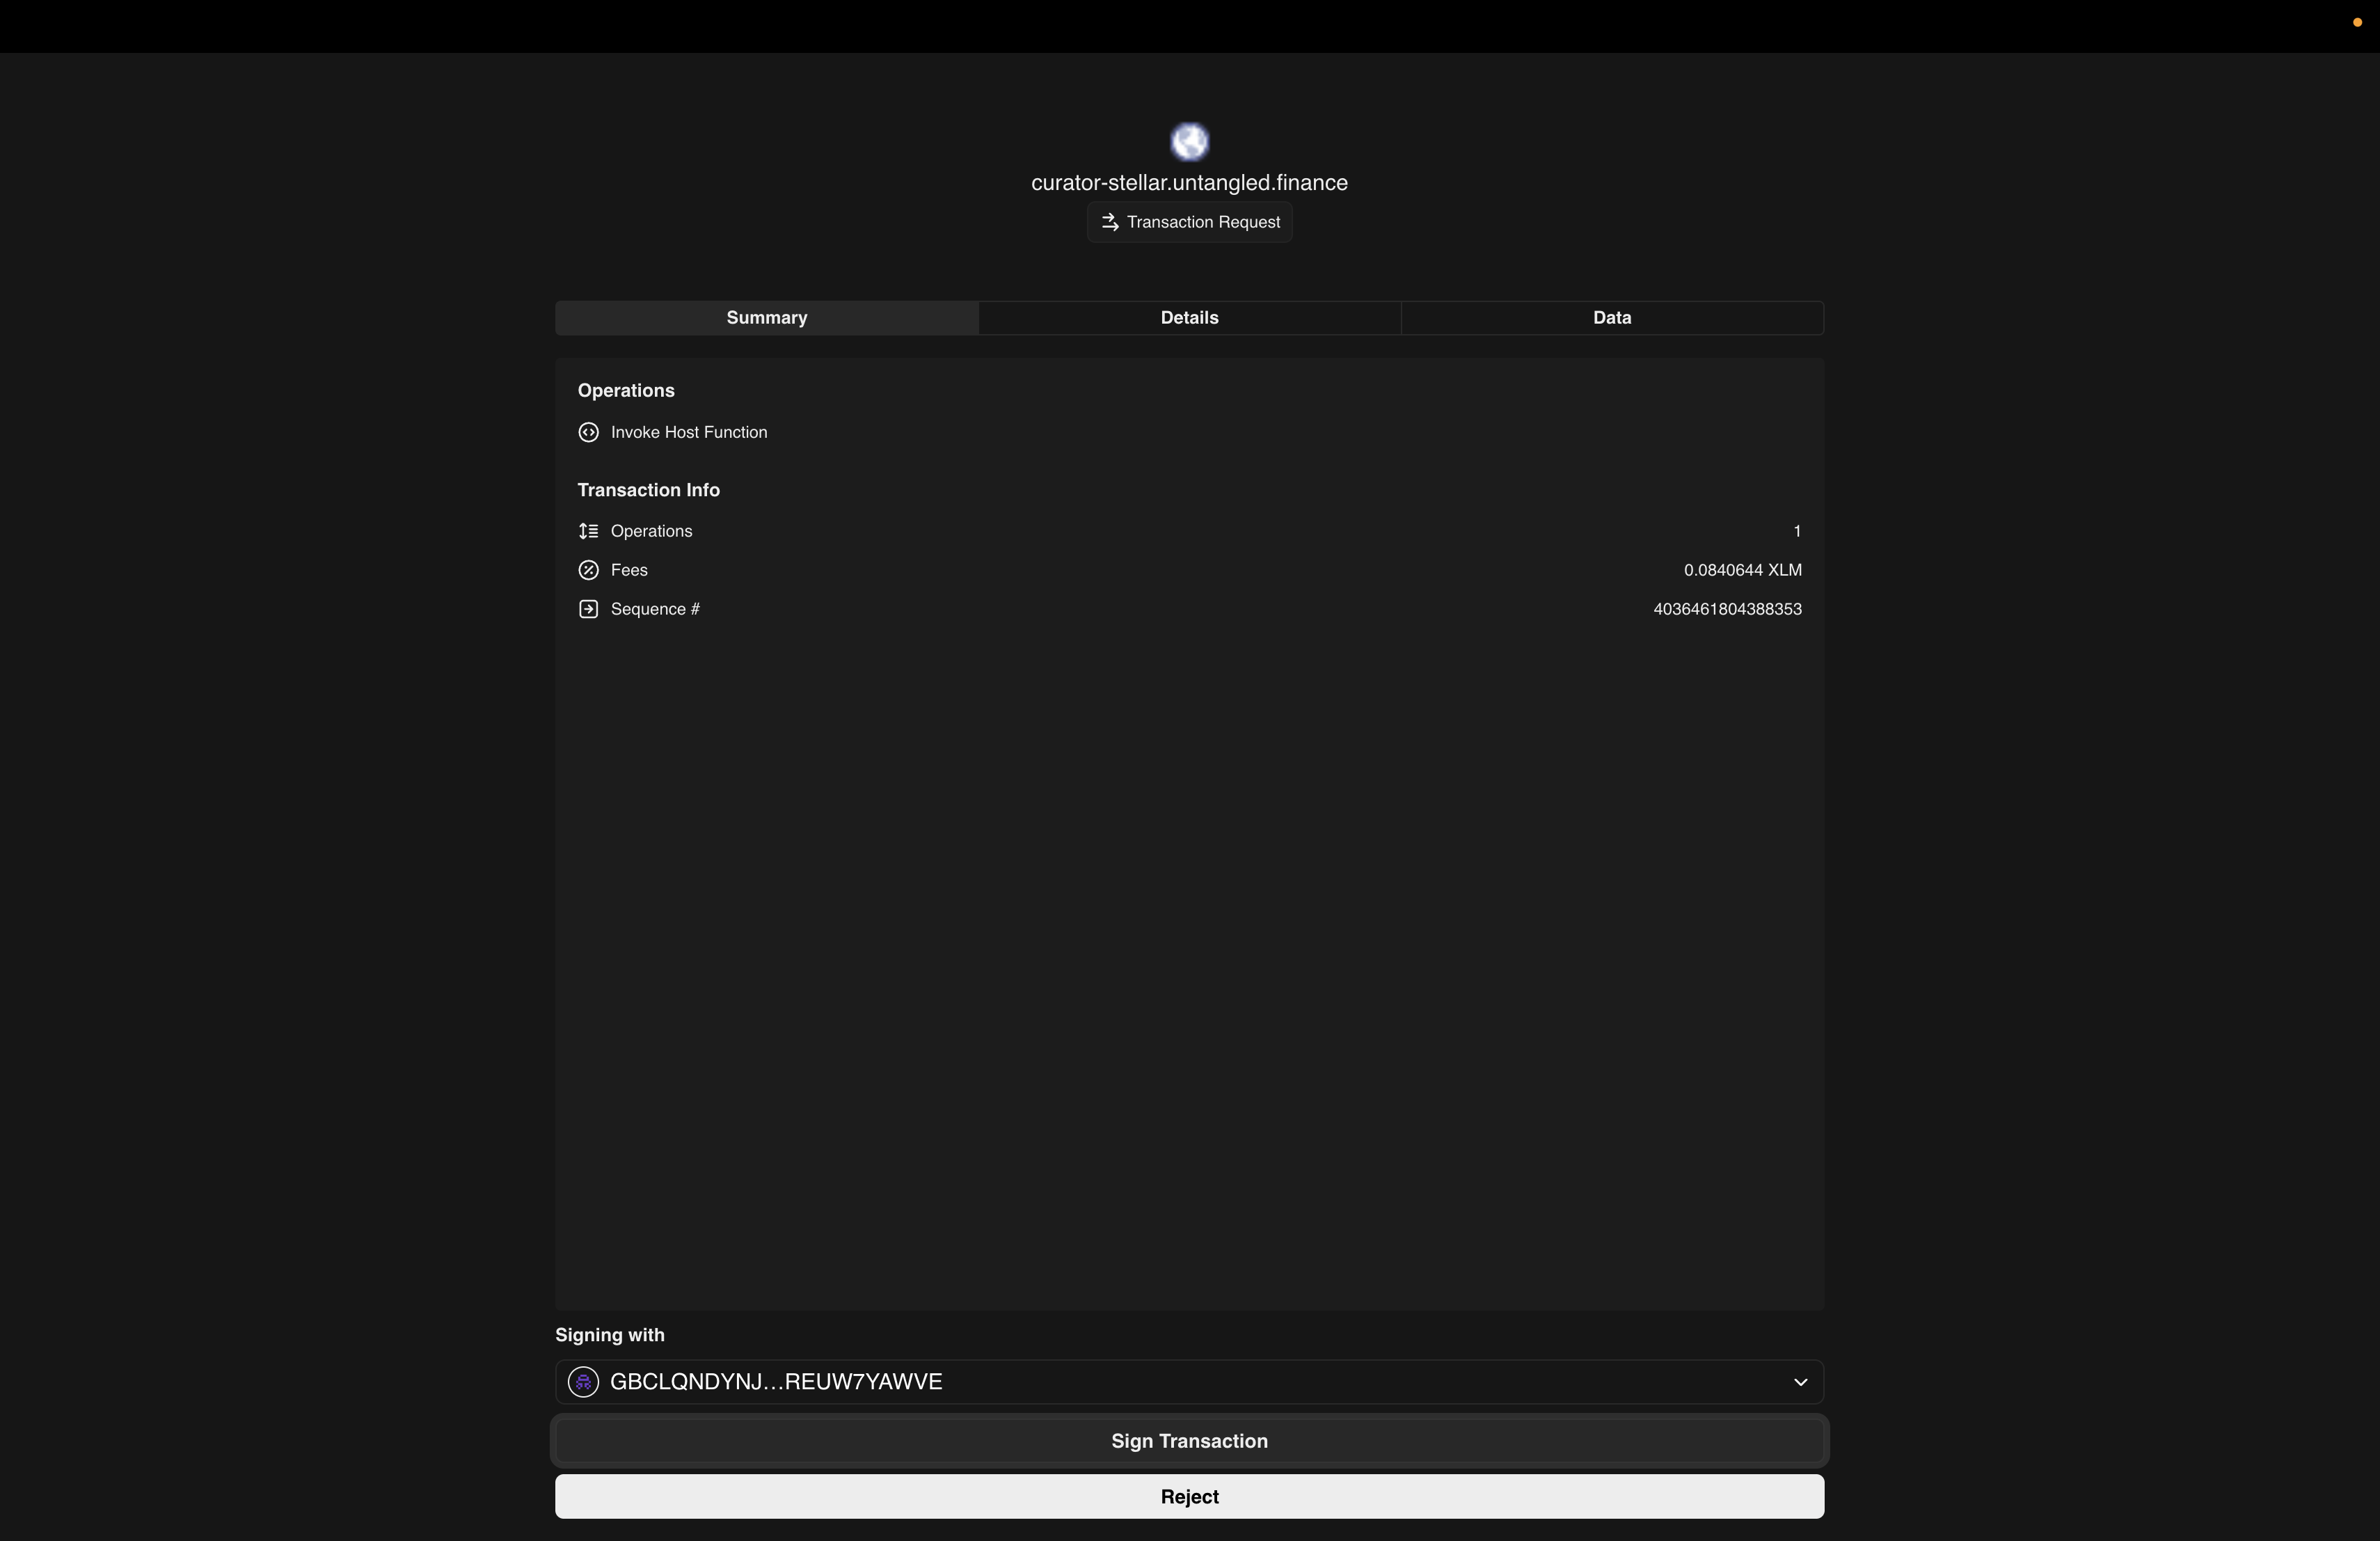 curator-stellar.untangled.finance
Transaction Request
Summary Details Data
Operations
Invoke Host Function
Transaction Info
Operations 1
Fees 0.0840644 XLM
Sequence # 4036461804388353
Signing with
GBCLQNDYNJ…REUW7YAWVE
Sign Transaction
Reject